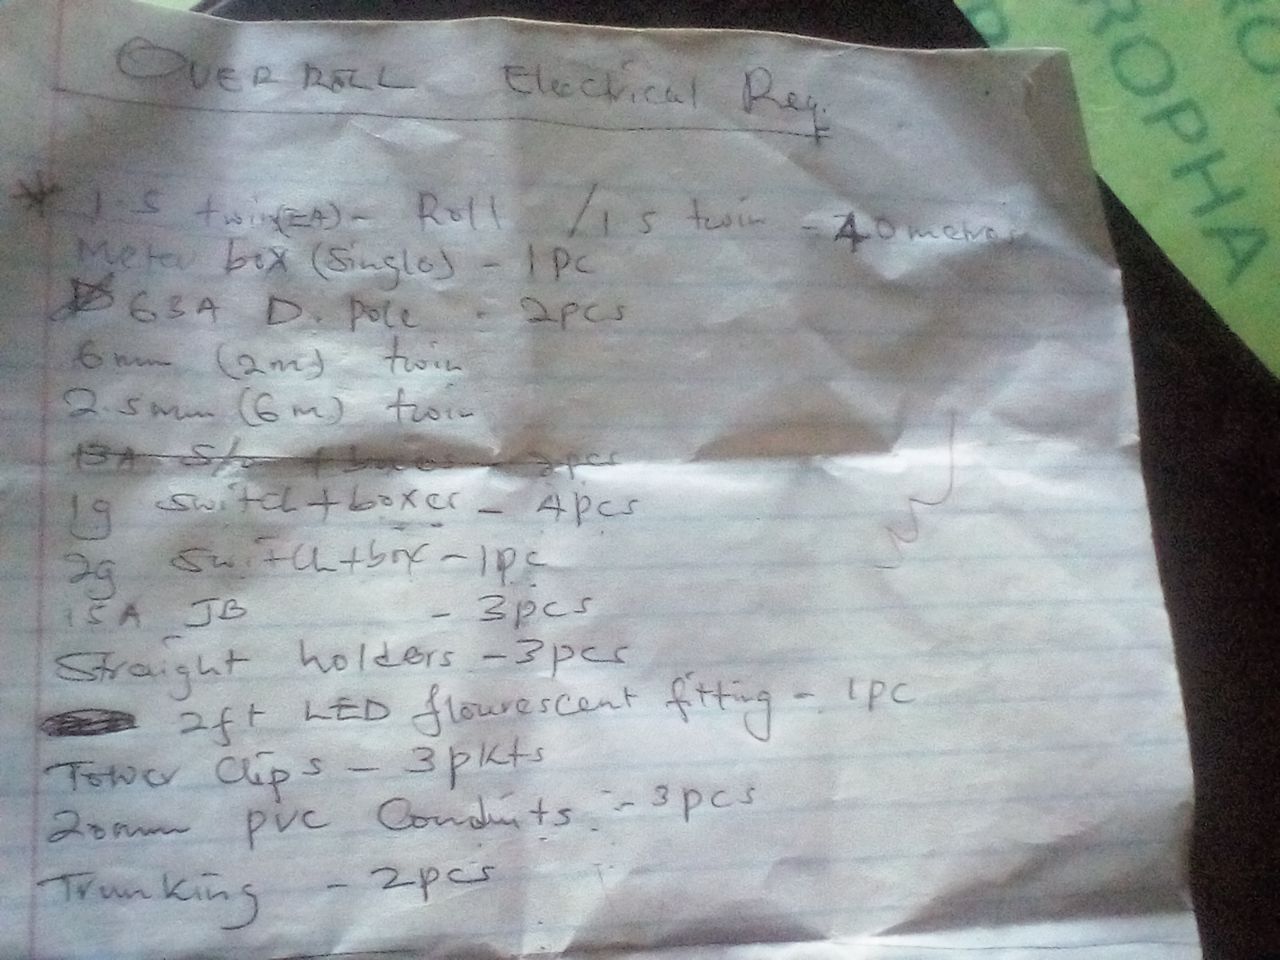 OVER ROLL Electrical Req.
* 1.5 twin (EA) - Roll / 1.5 twin - 40 metres
Meter box (Single) - 1pc
63A D. pole - 2pcs
6mm (2m) twin
2.5mm (6m) twin
13A S/o + boxes - 2pcs
1g switch + boxes - 4pcs
2g switch + box - 1pc
15A JB - 3pcs
Straight holders - 3pcs
2ft LED flourescent fitting - 1pc
Tower Clips - 3pkts
20mm pvc Conduits - 3pcs
Trunking - 2pcs
ROPHA